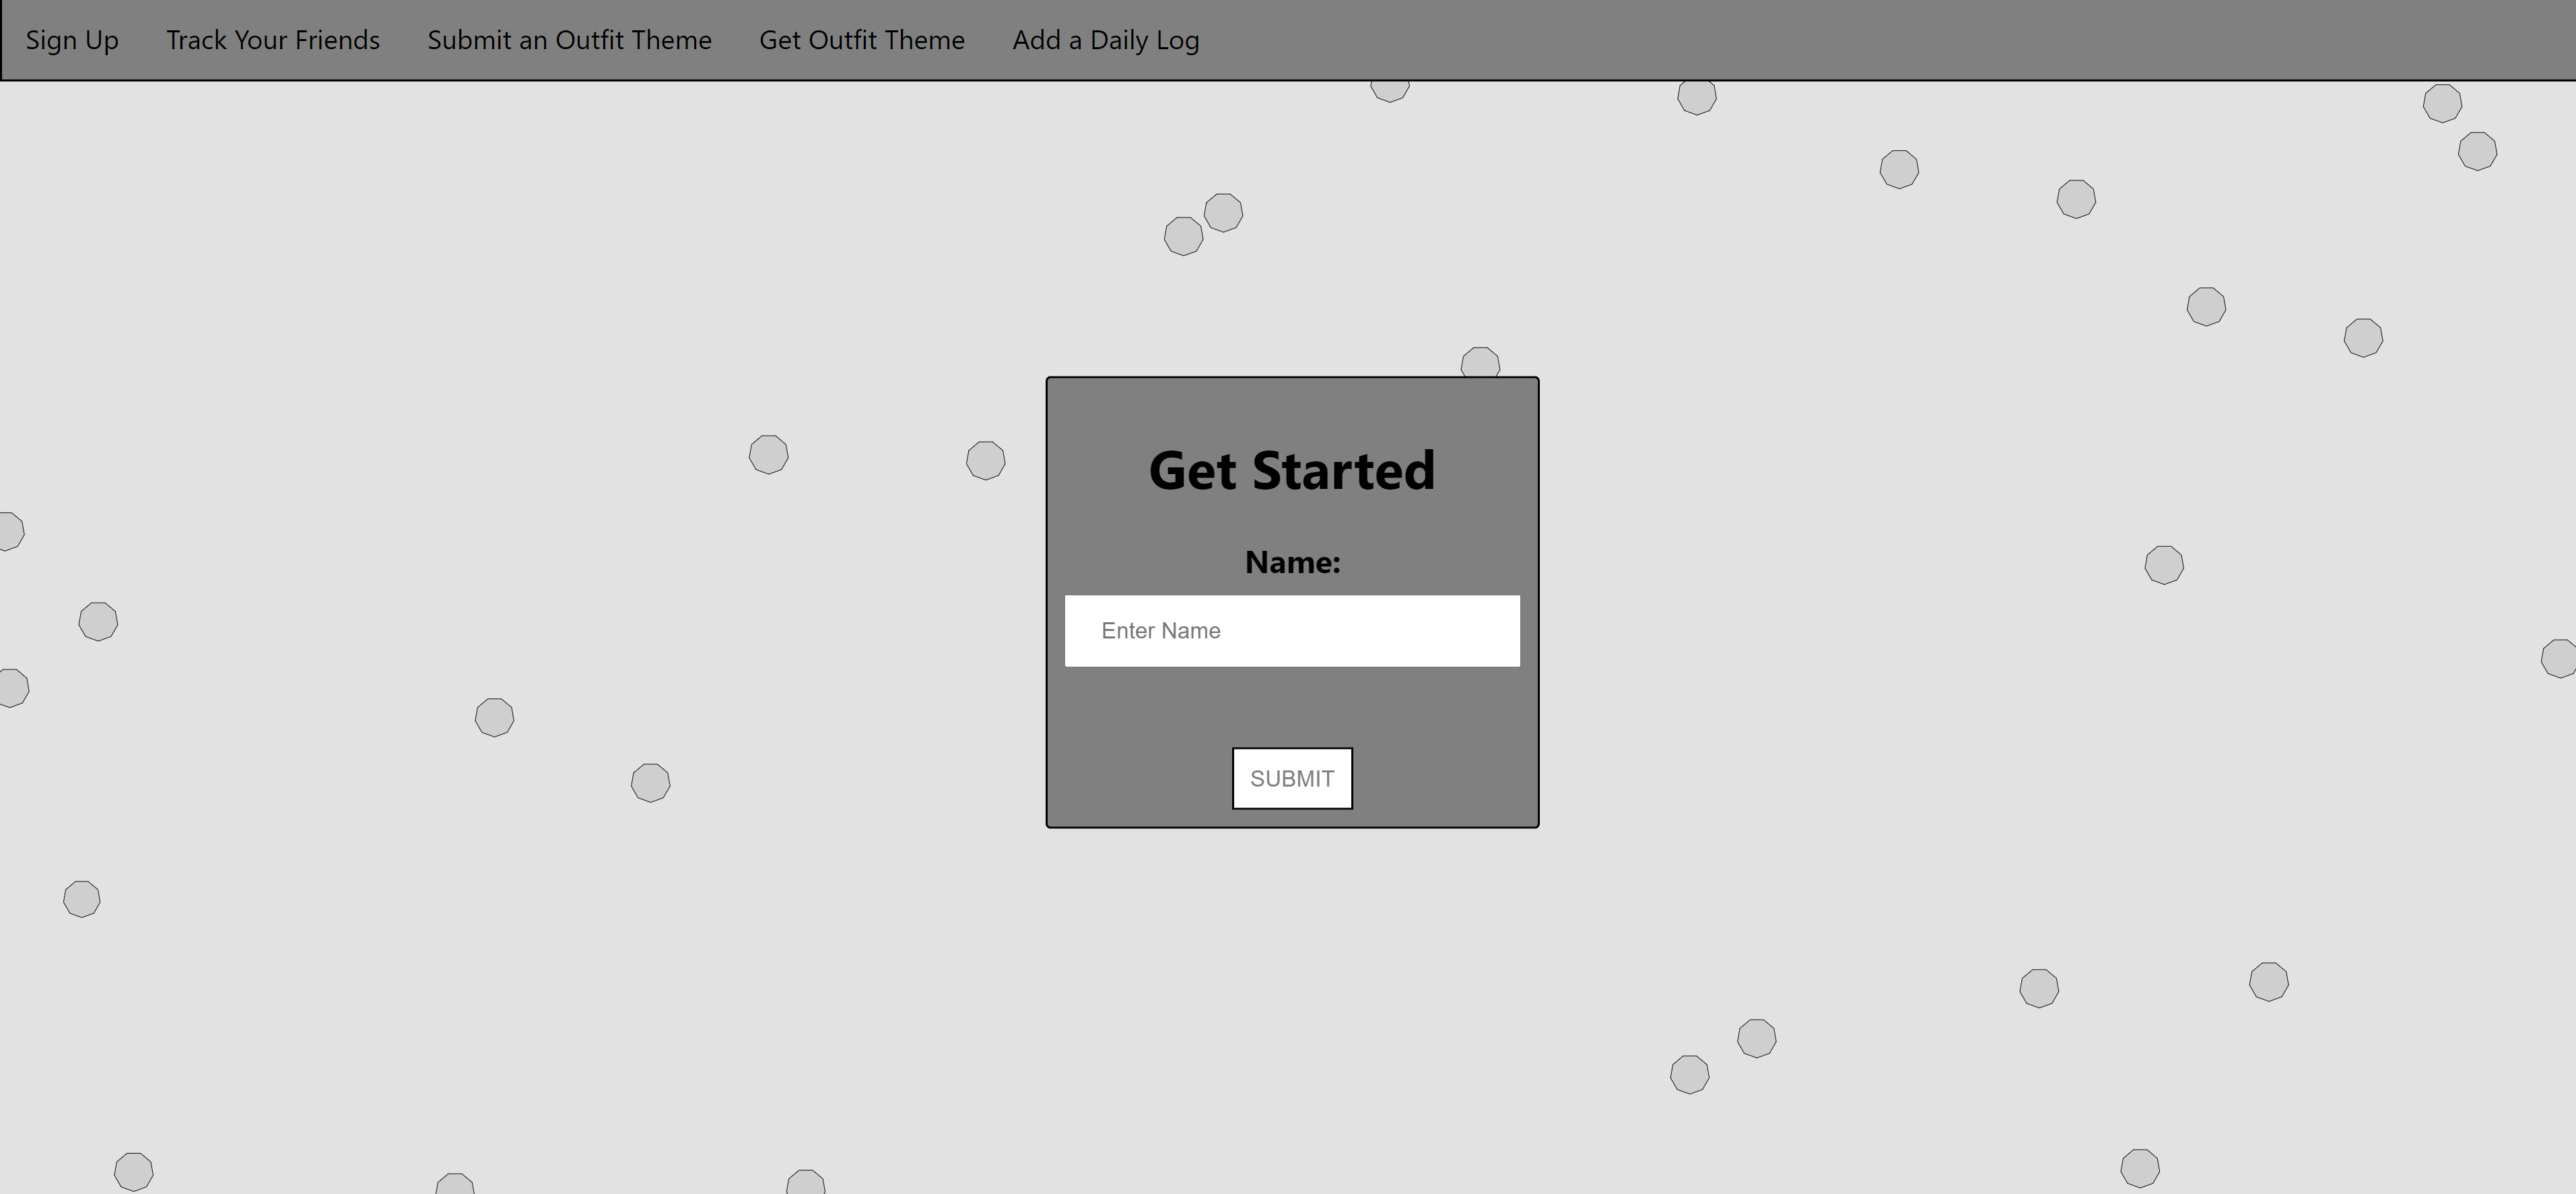 Sign Up Track Your Friends Submit an Outfit Theme Get Outfit Theme Add a Daily Log
Get Started
Name:
Enter Name
SUBMIT